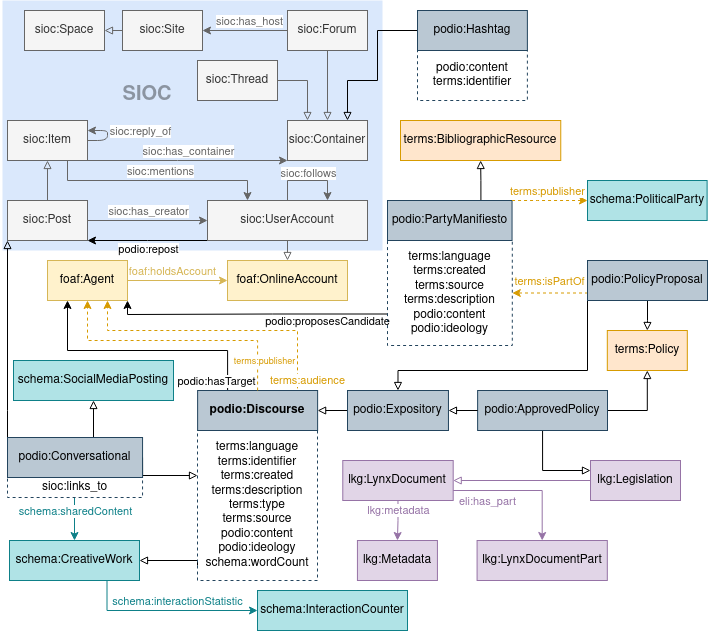 sioc:Space
sioc:Site
sioc:has_host
sioc:Forum
podio:Hashtag
podio:content
terms:identifier
sioc:Thread
SIOC
sioc:Item
sioc:reply_of
sioc:has_container
sioc:Container
sioc:mentions
sioc:follows
terms:BibliographicResource
terms:publisher
schema:PoliticalParty
sioc:Post
sioc:has_creator
sioc:UserAccount
podio:repost
podio:PartyManifiesto
terms:language
terms:created
terms:source
terms:description
podio:content
podio:ideology
foaf:Agent
foaf:holdsAccount
foaf:OnlineAccount
terms:isPartOf
podio:PolicyProposal
podio:proposesCandidate
terms:Policy
terms:publisher
schema:SocialMediaPosting
podio:hasTarget
terms:audience
podio:Discourse
podio:Expository
podio:ApprovedPolicy
terms:language
terms:identifier
terms:created
terms:description
terms:type
terms:source
podio:content
podio:ideology
schema:wordCount
podio:Conversational
sioc:links_to
schema:sharedContent
lkg:LynxDocument
lkg:Legislation
lkg:metadata
eli:has_part
schema:CreativeWork
lkg:Metadata
lkg:LynxDocumentPart
schema:interactionStatistic
schema:InteractionCounter